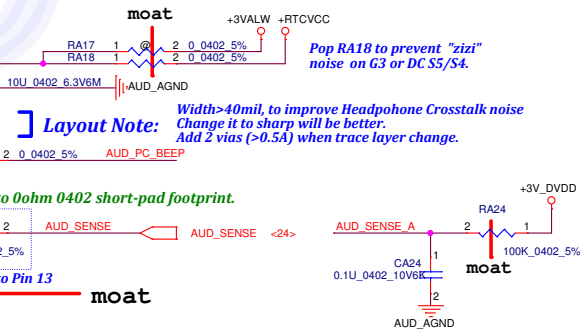 moat
+3VALW
+RTCVCC
RA17 1 @ 2 0_0402_5%
RA18 1 2 0_0402_5%
Pop RA18 to prevent "zizi"
noise on G3 or DC S5/S4.
10U_0402_6.3V6M
AUD_AGND
Layout Note:
Width>40mil, to improve Headpohone Crosstalk noise
Change it to sharp will be better.
Add 2 vias (>0.5A) when trace layer change.
2 0_0402_5% AUD_PC_BEEP
to 0ohm 0402 short-pad footprint.
+3V_DVDD
2 AUD_SENSE
AUD_SENSE <24>
AUD_SENSE_A
RA24
2 1
2_5%
100K_0402_5%
moat
CA24
0.1U_0402_10V6K
1
2
AUD_AGND
to Pin 13
moat